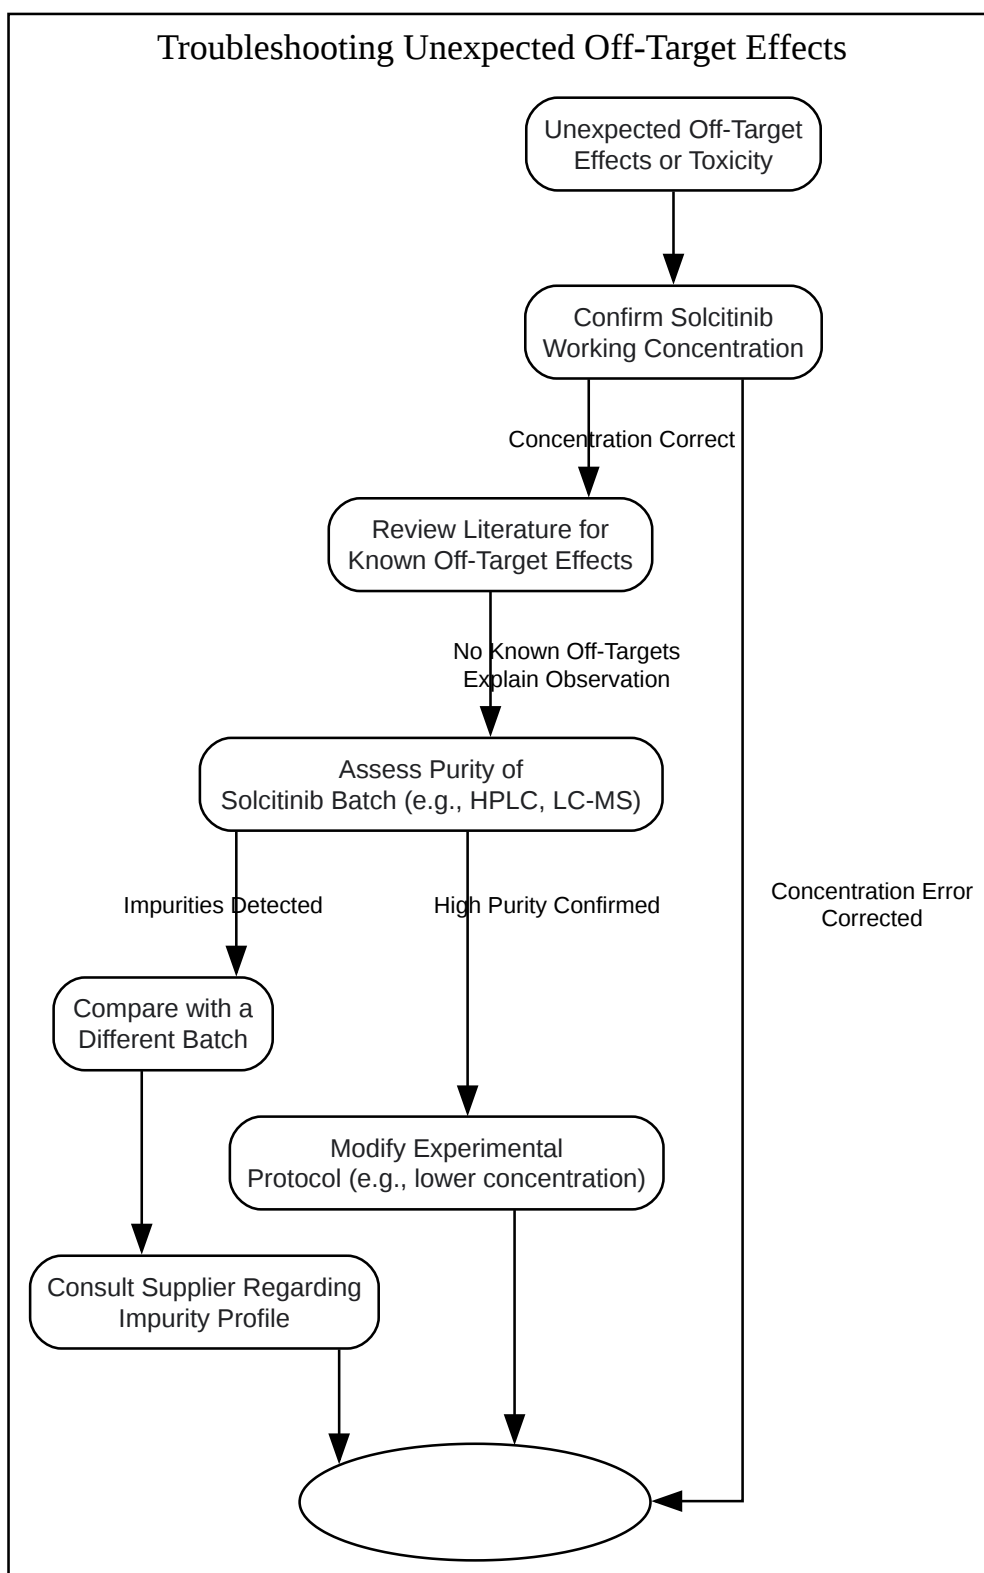 Troubleshooting Unexpected Off-Target Effects
Unexpected Off-Target
Effects or Toxicity
Confirm Solcitinib
Working Concentration
Concentration Correct
Review Literature for
Known Off-Target Effects
No Known Off-Targets
Explain Observation
Assess Purity of
Solcitinib Batch (e.g., HPLC, LC-MS)
Impurities Detected
High Purity Confirmed
Concentration Error
Corrected
Compare with a
Different Batch
Modify Experimental
Protocol (e.g., lower concentration)
Consult Supplier Regarding
Impurity Profile